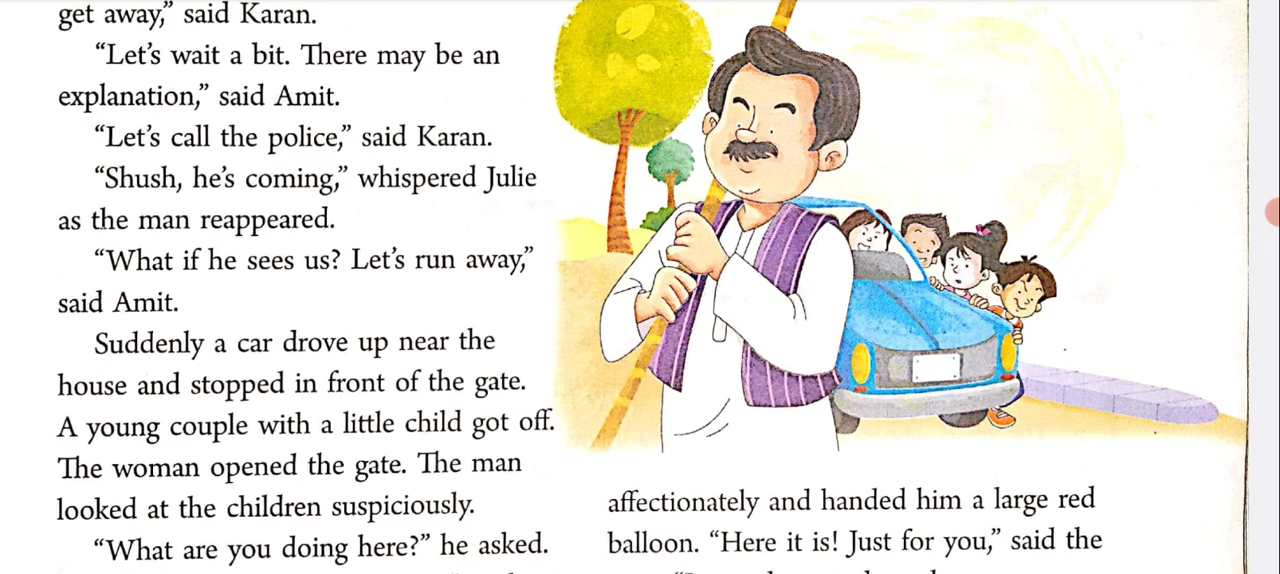 get away,” said Karan.
“Let’s wait a bit. There may be an
explanation,” said Amit.
“Let’s call the police,” said Karan.
“Shush, he’s coming,” whispered Julie
as the man reappeared.
“What if he sees us? Let’s run away,”
said Amit.
Suddenly a car drove up near the
house and stopped in front of the gate.
A young couple with a little child got off.
The woman opened the gate. The man
looked at the children suspiciously.
“What are you doing here?” he asked.
affectionately and handed him a large red
balloon. “Here it is! Just for you,” said the